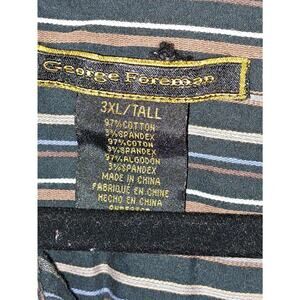 George Foreman
3XL/TALL
97%COTTON
3%SPANDEX
97%COTON
3%SPANDEX
97%ALGODON
3%SPANDEX
MADE IN CHINA
FABRIQUE EN CHINE
HECHO EN CHINA